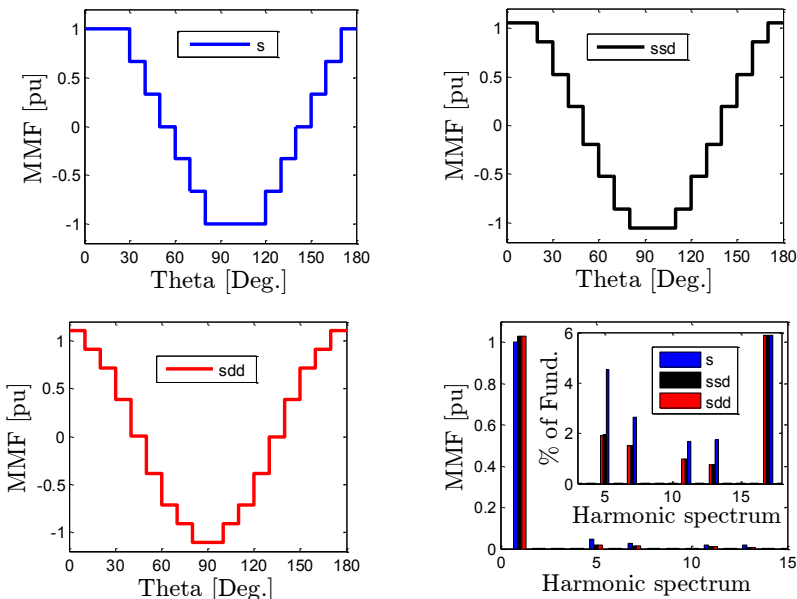 1
0.5
0
-0.5
-1
MMF [pu]
s
0 30 60 90 120 150 180
Theta [Deg.]
1
0.5
0
-0.5
-1
MMF [pu]
ssd
0 30 60 90 120 150 180
Theta [Deg.]
1
0.5
0
-0.5
-1
MMF [pu]
sdd
0 30 60 90 120 150 180
Theta [Deg.]
1
0.8
0.6
0.4
0.2
0
MMF [pu]
6
4
2
0
% of Fund.
s
ssd
sdd
5 10 15
Harmonic spectrum
0 5 10 15
Harmonic spectrum